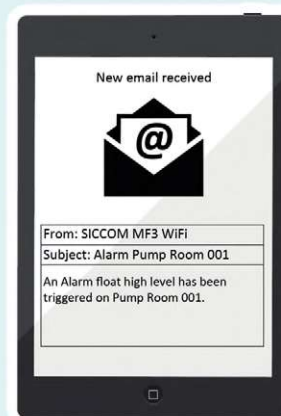 New email received
@
From: SICCOM MF3 WiFi
Subject: Alarm Pump Room 001
An Alarm float high level has been
triggered on Pump Room 001.